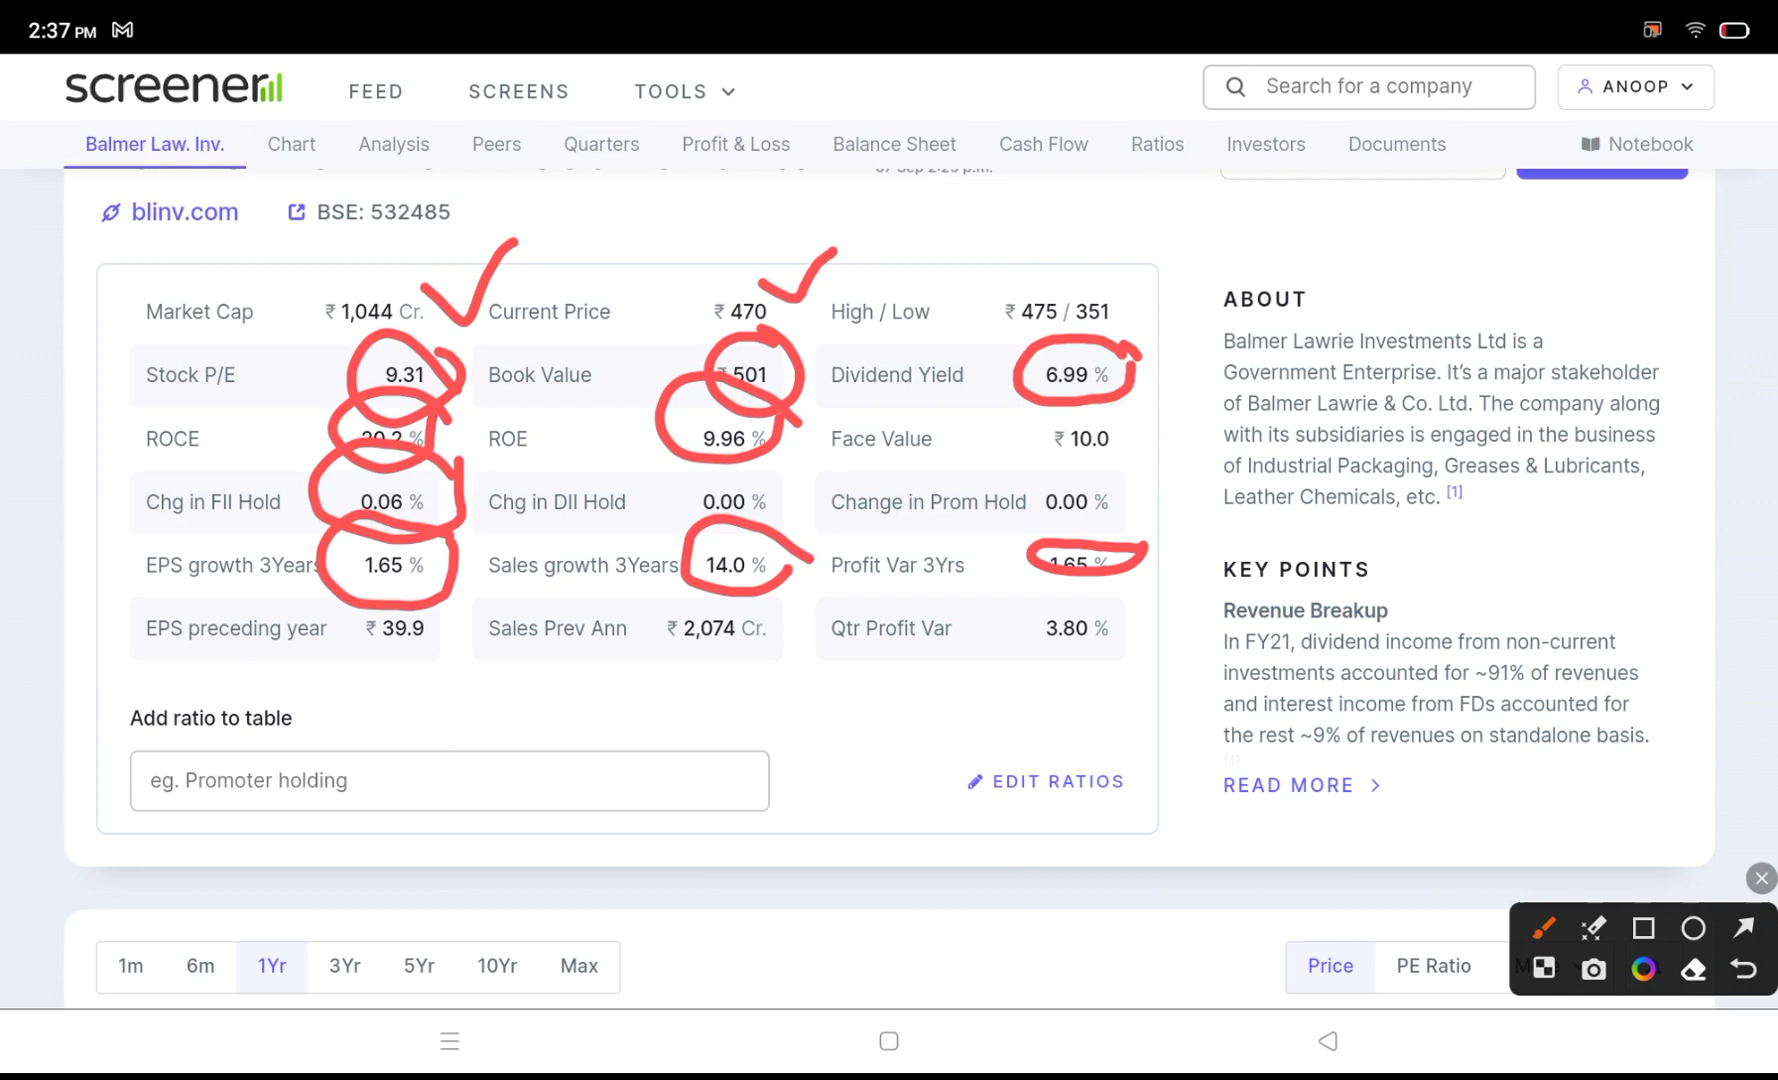 2:37 PM
screener FEED SCREENS TOOLS Search for a company ANOOP
Balmer Law. Inv. Chart Analysis Peers Quarters Profit & Loss Balance Sheet Cash Flow Ratios Investors Documents Notebook
blinv.com BSE: 532485
Market Cap ₹ 1,044 Cr. Current Price ₹ 470 High / Low ₹ 475 / 351
Stock P/E 9.31 Book Value ₹ 501 Dividend Yield 6.99 %
ROCE 20.2 % ROE 9.96 % Face Value ₹ 10.0
Chg in FII Hold 0.06 % Chg in DII Hold 0.00 % Change in Prom Hold 0.00 %
EPS growth 3Years 1.65 % Sales growth 3Years 14.0 % Profit Var 3Yrs 1.65 %
EPS preceding year ₹ 39.9 Sales Prev Ann ₹ 2,074 Cr. Qtr Profit Var 3.80 %
Add ratio to table
eg. Promoter holding
EDIT RATIOS
ABOUT
Balmer Lawrie Investments Ltd is a
Government Enterprise. It's a major stakeholder
of Balmer Lawrie & Co. Ltd. The company along
with its subsidiaries is engaged in the business
of Industrial Packaging, Greases & Lubricants,
Leather Chemicals, etc. [1]
KEY POINTS
Revenue Breakup
In FY21, dividend income from non-current
investments accounted for ~91% of revenues
and interest income from FDs accounted for
the rest ~9% of revenues on standalone basis.
[1]
READ MORE
1m 6m 1Yr 3Yr 5Yr 10Yr Max
Price PE Ratio